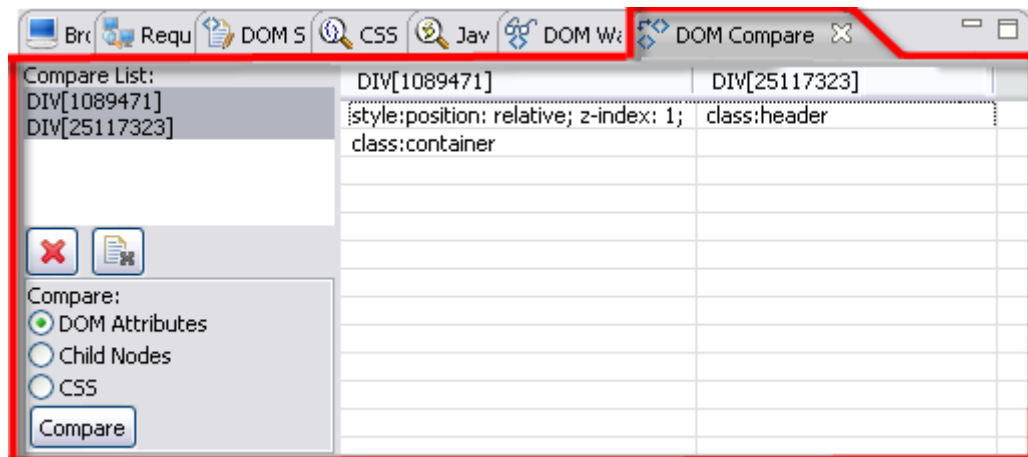 Bro Requ DOM S CSS Jav DOM Wa DOM Compare
Compare List:
DIV[1089471]
DIV[25117323]
DIV[1089471] DIV[25117323]
style:position: relative; z-index: 1; class:header
class:container
Compare:
DOM Attributes
Child Nodes
CSS
Compare